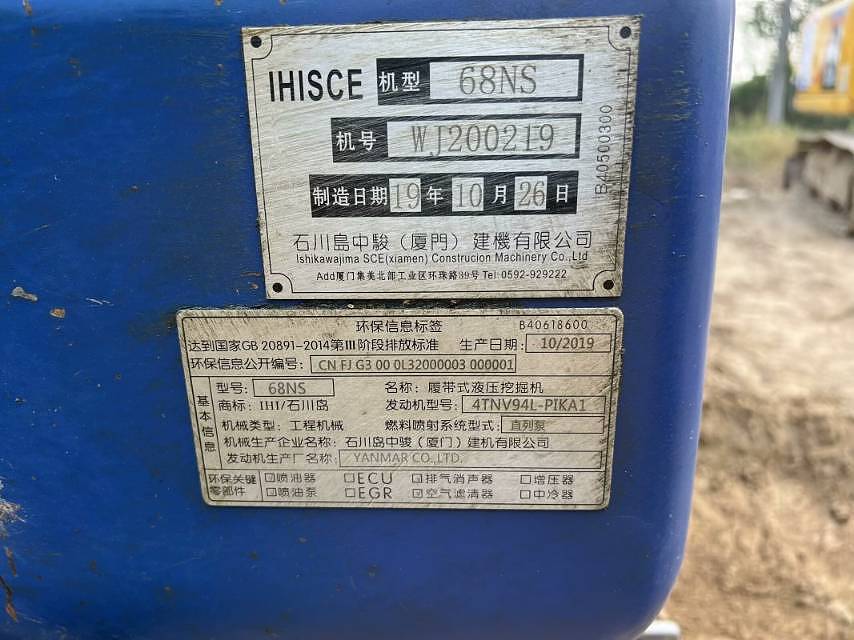 IHISCE 机型 68NS
机号 WJ200219
制造日期 19 年 10 月 26 日
B40500300
石川島中駿（厦門）建機有限公司
Ishikawajima SCE(xiamen) Construcion Machinery Co.,Ltd
Add厦门集美北部工业区环珠路89号 Tel:0592-929222
环保信息标签 B40618600
达到国家GB 20891-2014第Ⅲ阶段排放标准 生产日期: 10/2019
环保信息公开编号: CN FJ G3 00 0L32000003 000001
基本信息
型号: 68NS 名称: 履带式液压挖掘机
商标: IHI/石川岛 发动机型号: 4TNV94L-PIKA1
机械类型: 工程机械 燃料喷射系统型式: 直列泵
机械生产企业名称: 石川岛中骏（厦门）建机有限公司
发动机生产厂名称: YANMAR CO.,LTD.
环保关键零部件
☑喷油器 □ECU ☑排气消声器 □增压器
☑喷油泵 □EGR ☑空气滤清器 □中冷器